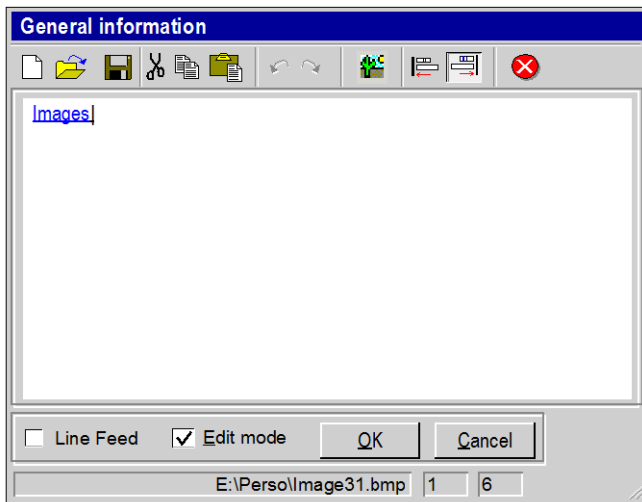 General information
Images
Line Feed Edit mode OK Cancel
E:\Perso\Image31.bmp 1 6